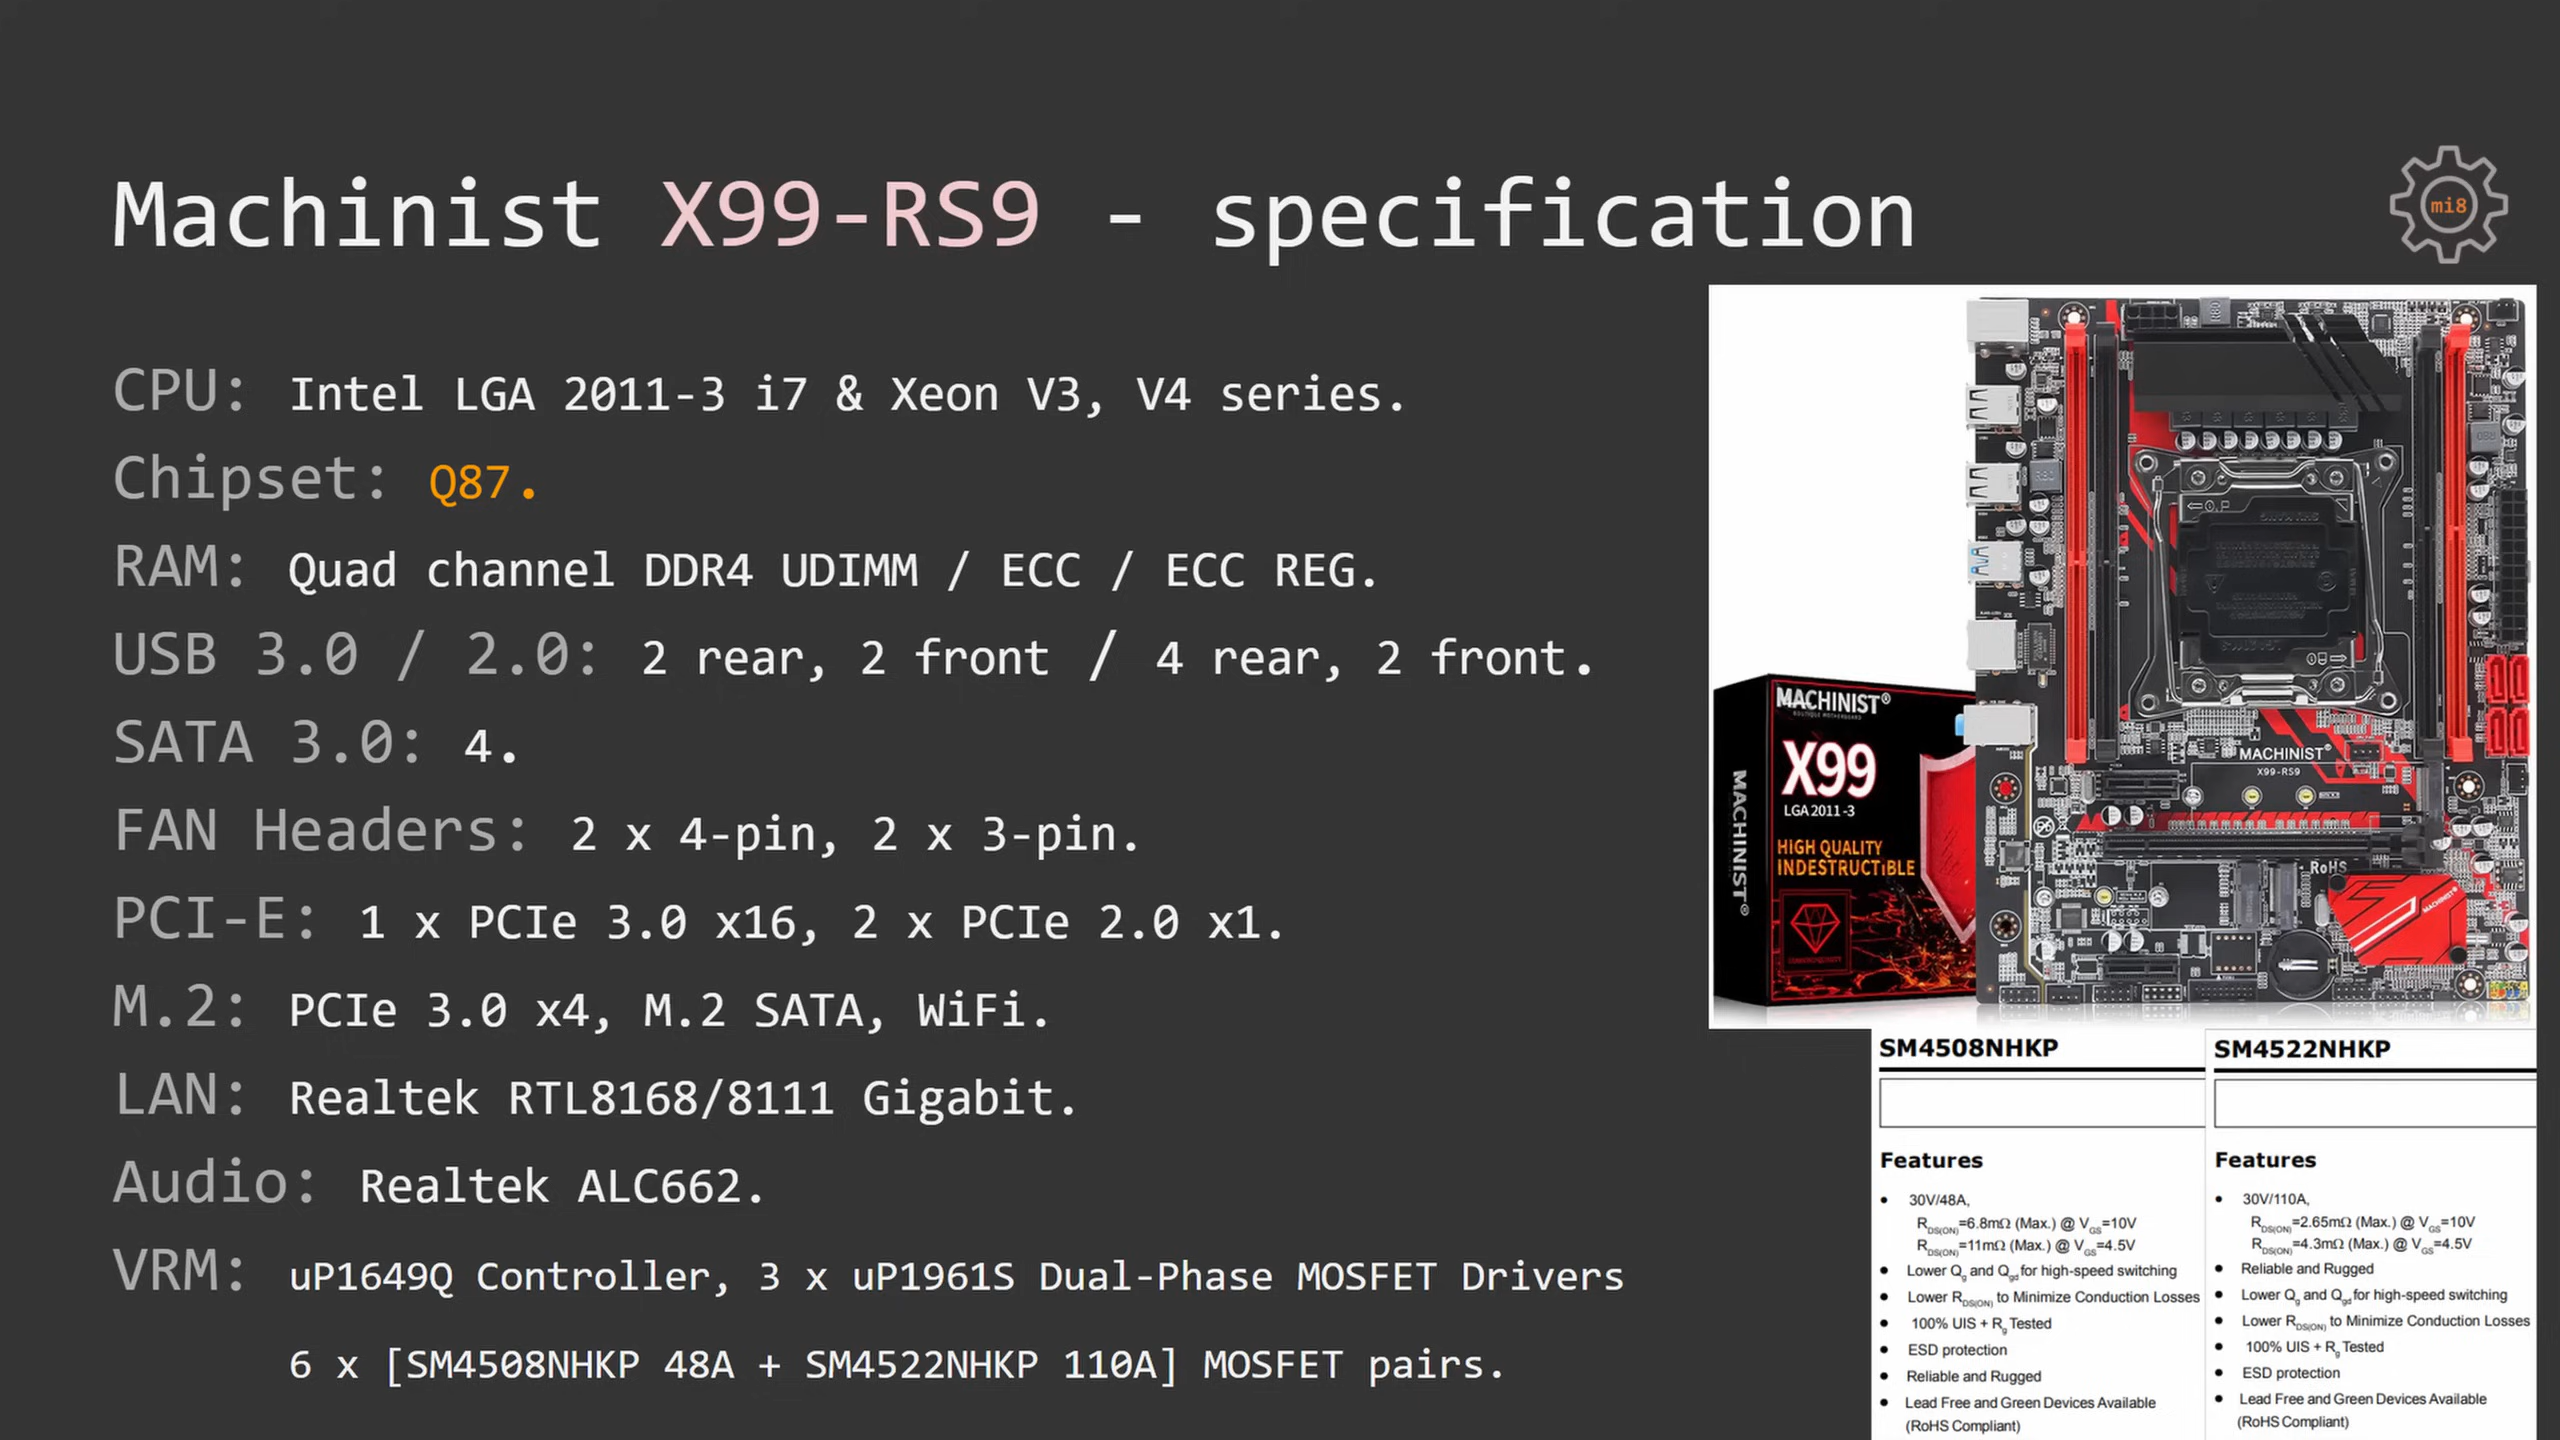 Machinist X99-RS9 - specification
mi8
CPU: Intel LGA 2011-3 i7 & Xeon V3, V4 series.
Chipset: Q87.
RAM: Quad channel DDR4 UDIMM / ECC / ECC REG.
USB 3.0 / 2.0: 2 rear, 2 front / 4 rear, 2 front.
SATA 3.0: 4.
FAN Headers: 2 x 4-pin, 2 x 3-pin.
PCI-E: 1 x PCIe 3.0 x16, 2 x PCIe 2.0 x1.
M.2: PCIe 3.0 x4, M.2 SATA, WiFi.
LAN: Realtek RTL8168/8111 Gigabit.
Audio: Realtek ALC662.
VRM: uP1649Q Controller, 3 x uP1961S Dual-Phase MOSFET Drivers
6 x [SM4508NHKP 48A + SM4522NHKP 110A] MOSFET pairs.
MACHINIST®
X99
LGA 2011-3
HIGH QUALITY
INDESTRUCTiBLE
MACHINIST®
MACHINIST®
X99-RS9
RoHS
MACHINIST
SM4508NHKP
Features
• 30V/48A,
RDS(ON)=6.8mΩ (Max.) @ VGS=10V
RDS(ON)=11mΩ (Max.) @ VGS=4.5V
• Lower Qg and Qgd for high-speed switching
• Lower RDS(ON) to Minimize Conduction Losses
• 100% UIS + Rg Tested
• ESD protection
• Reliable and Rugged
• Lead Free and Green Devices Available
(RoHS Compliant)
SM4522NHKP
Features
• 30V/110A,
RDS(ON)=2.65mΩ (Max.) @ VGS=10V
RDS(ON)=4.3mΩ (Max.) @ VGS=4.5V
• Reliable and Rugged
• Lower Qg and Qgd for high-speed switching
• Lower RDS(ON) to Minimize Conduction Losses
• 100% UIS + Rg Tested
• ESD protection
• Lead Free and Green Devices Available
(RoHS Compliant)